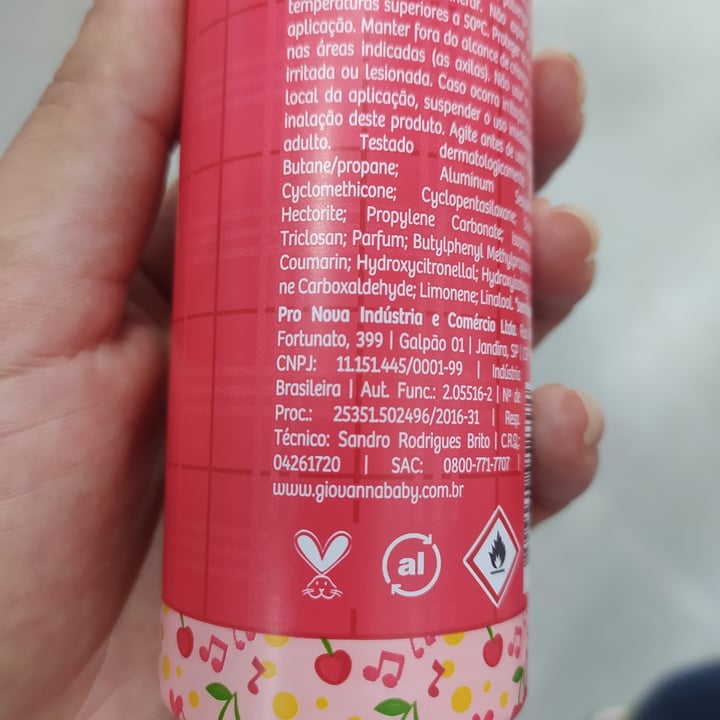 temperaturas superiores a 50ºC. Proteger
aplicação. Manter fora do alcance de
nas áreas indicadas (as axilas). Não
irritada ou lesionada. Caso ocorra
local da aplicação, suspender o uso
inalação deste produto. Agite antes de
adulto. Testado dermatologicamente
Butane/propane; Aluminum
Cyclomethicone; Cyclopentasiloxane;
Hectorite; Propylene Carbonate;
Triclosan; Parfum; Butylphenyl
Coumarin; Hydroxycitronellal;
ne Carboxaldehyde; Limonene; Linalool.
Pro Nova Indústria e Comércio Ltda.
Fortunato, 399 | Galpão 01 | Jandira, SP |
CNPJ: 11.151.445/0001-99 | Indústria
Brasileira | Aut. Func.: 2.05516-2 | Nº de
Proc.: 25351.502496/2016-31 | Resp.
Técnico: Sandro Rodrigues Brito | C.R.Q.:
04261720 | SAC: 0800-771-7707 |
www.giovannababy.com.br
al